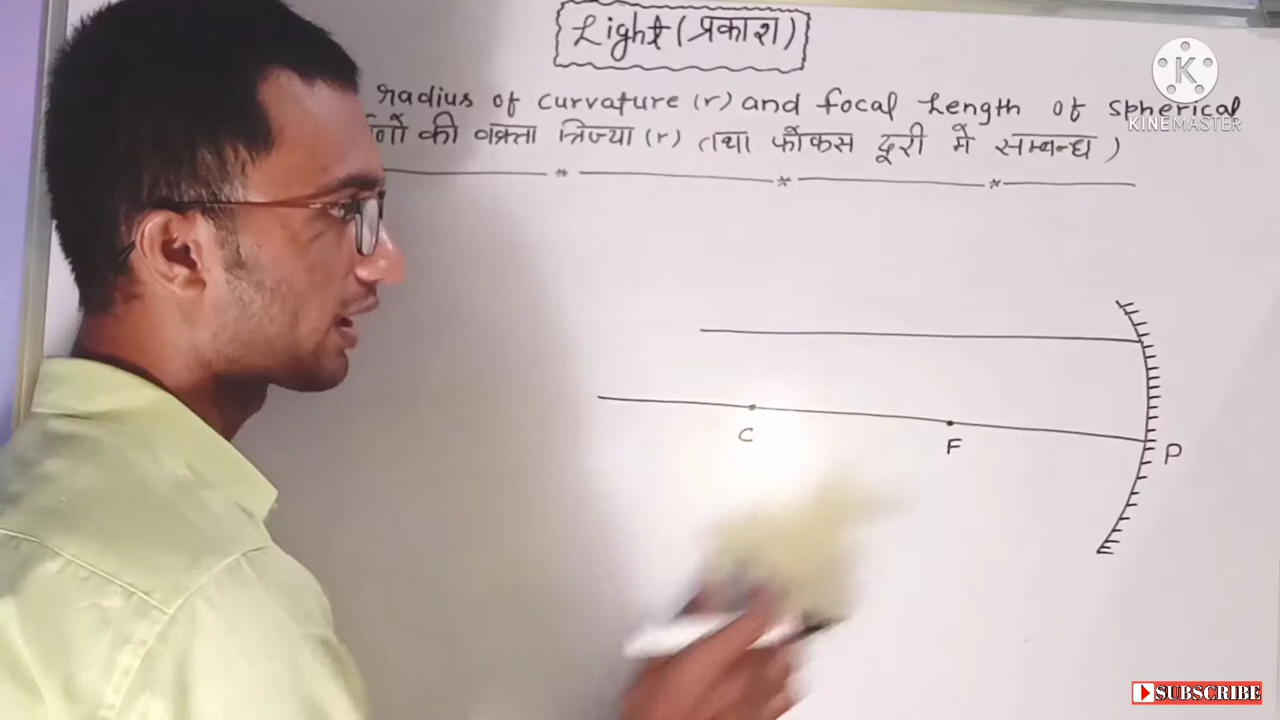 Light (प्रकाश)
radius of curvature (r) and focal Length of spherical
की वक्रता त्रिज्या (r) तथा फोकस दूरी में सम्बन्ध )
C
F
P
K
KINEMASTER
SUBSCRIBE